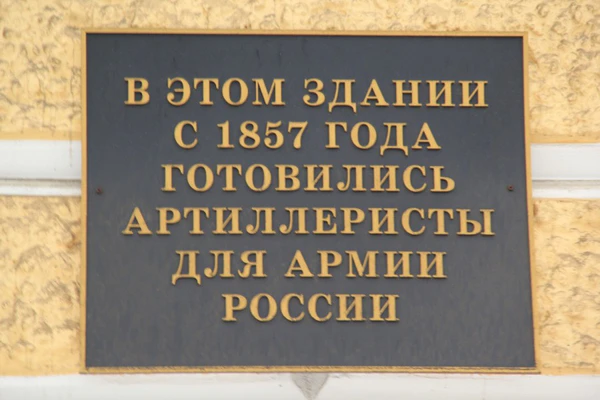 В ЭТОМ ЗДАНИИ
С 1857 ГОДА
ГОТОВИЛИСЬ
АРТИЛЛЕРИСТЫ
ДЛЯ АРМИИ
РОССИИ